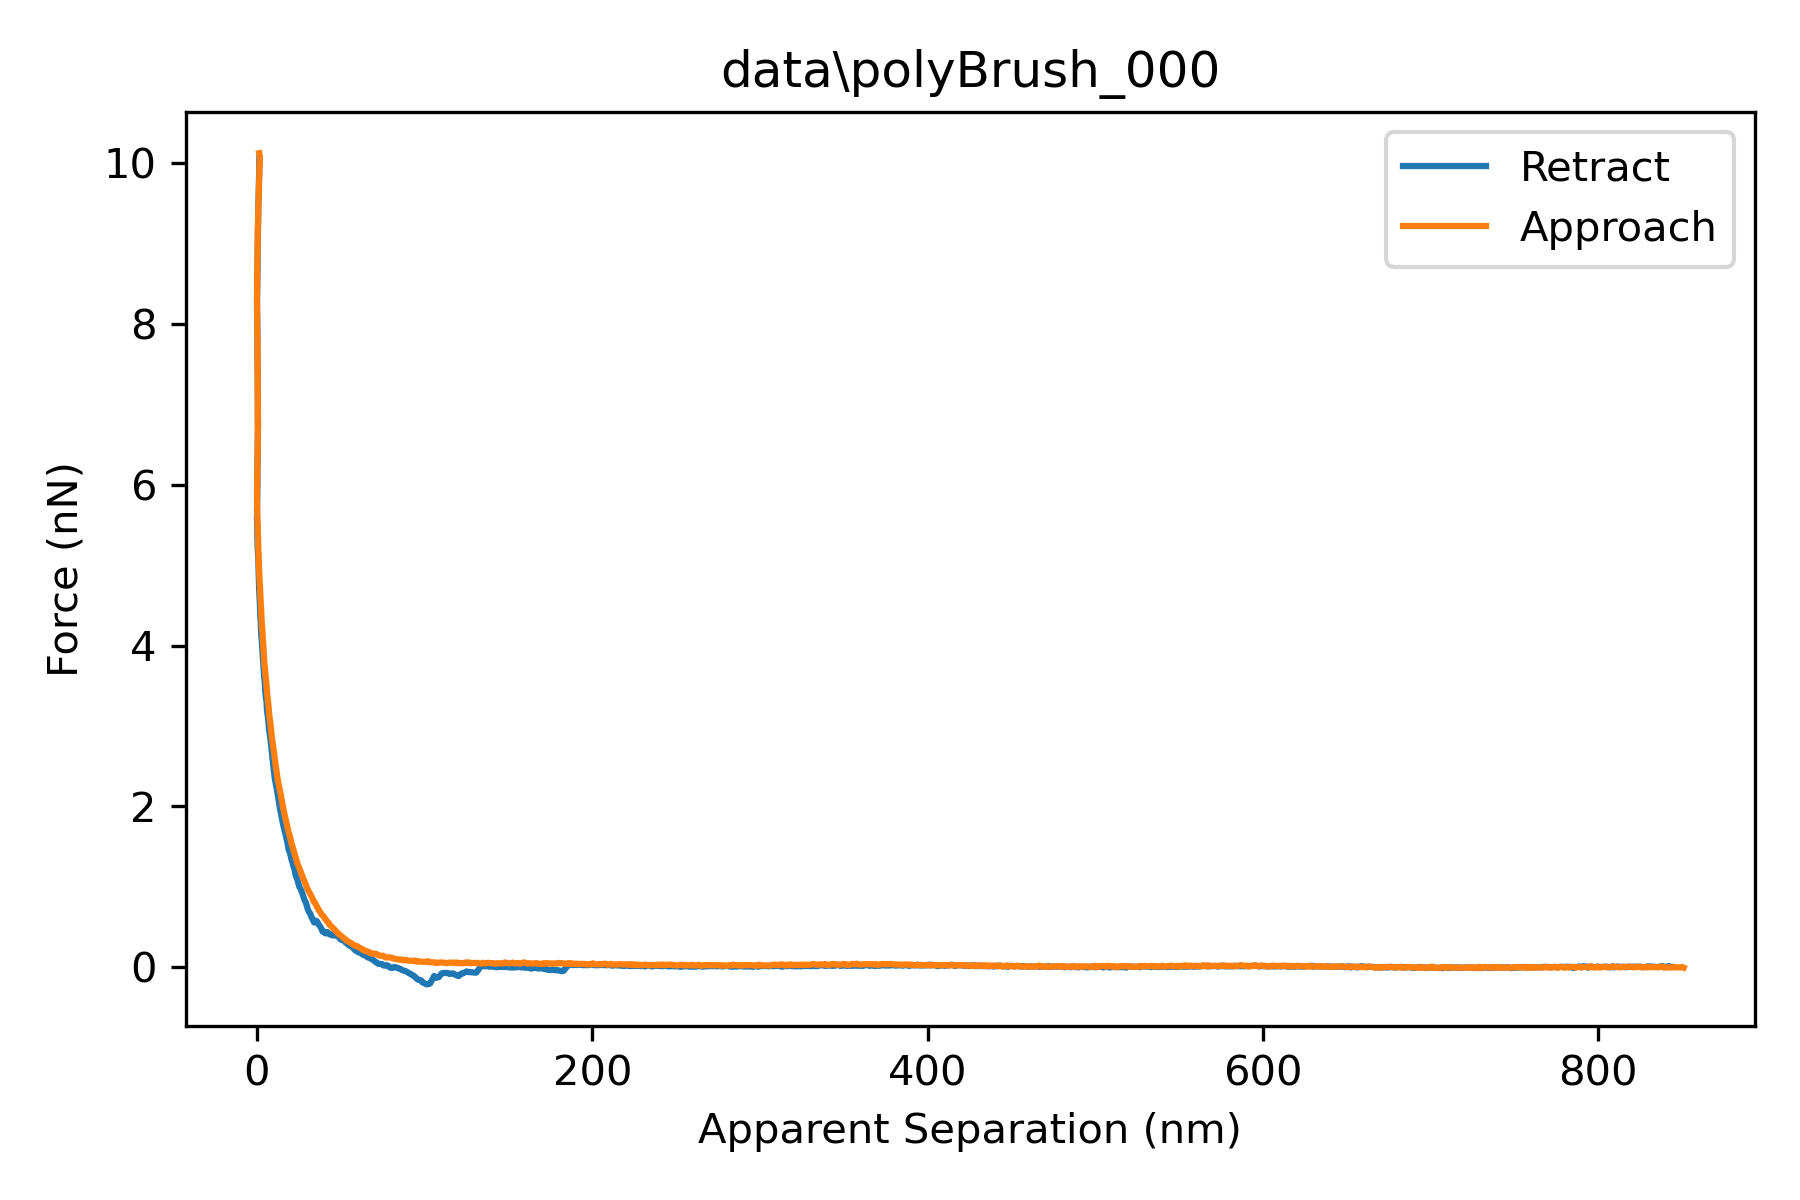 data\polyBrush_000
Retract
Approach
10
8
6
4
2
0
Force (nN)
0 200 400 600 800
Apparent Separation (nm)